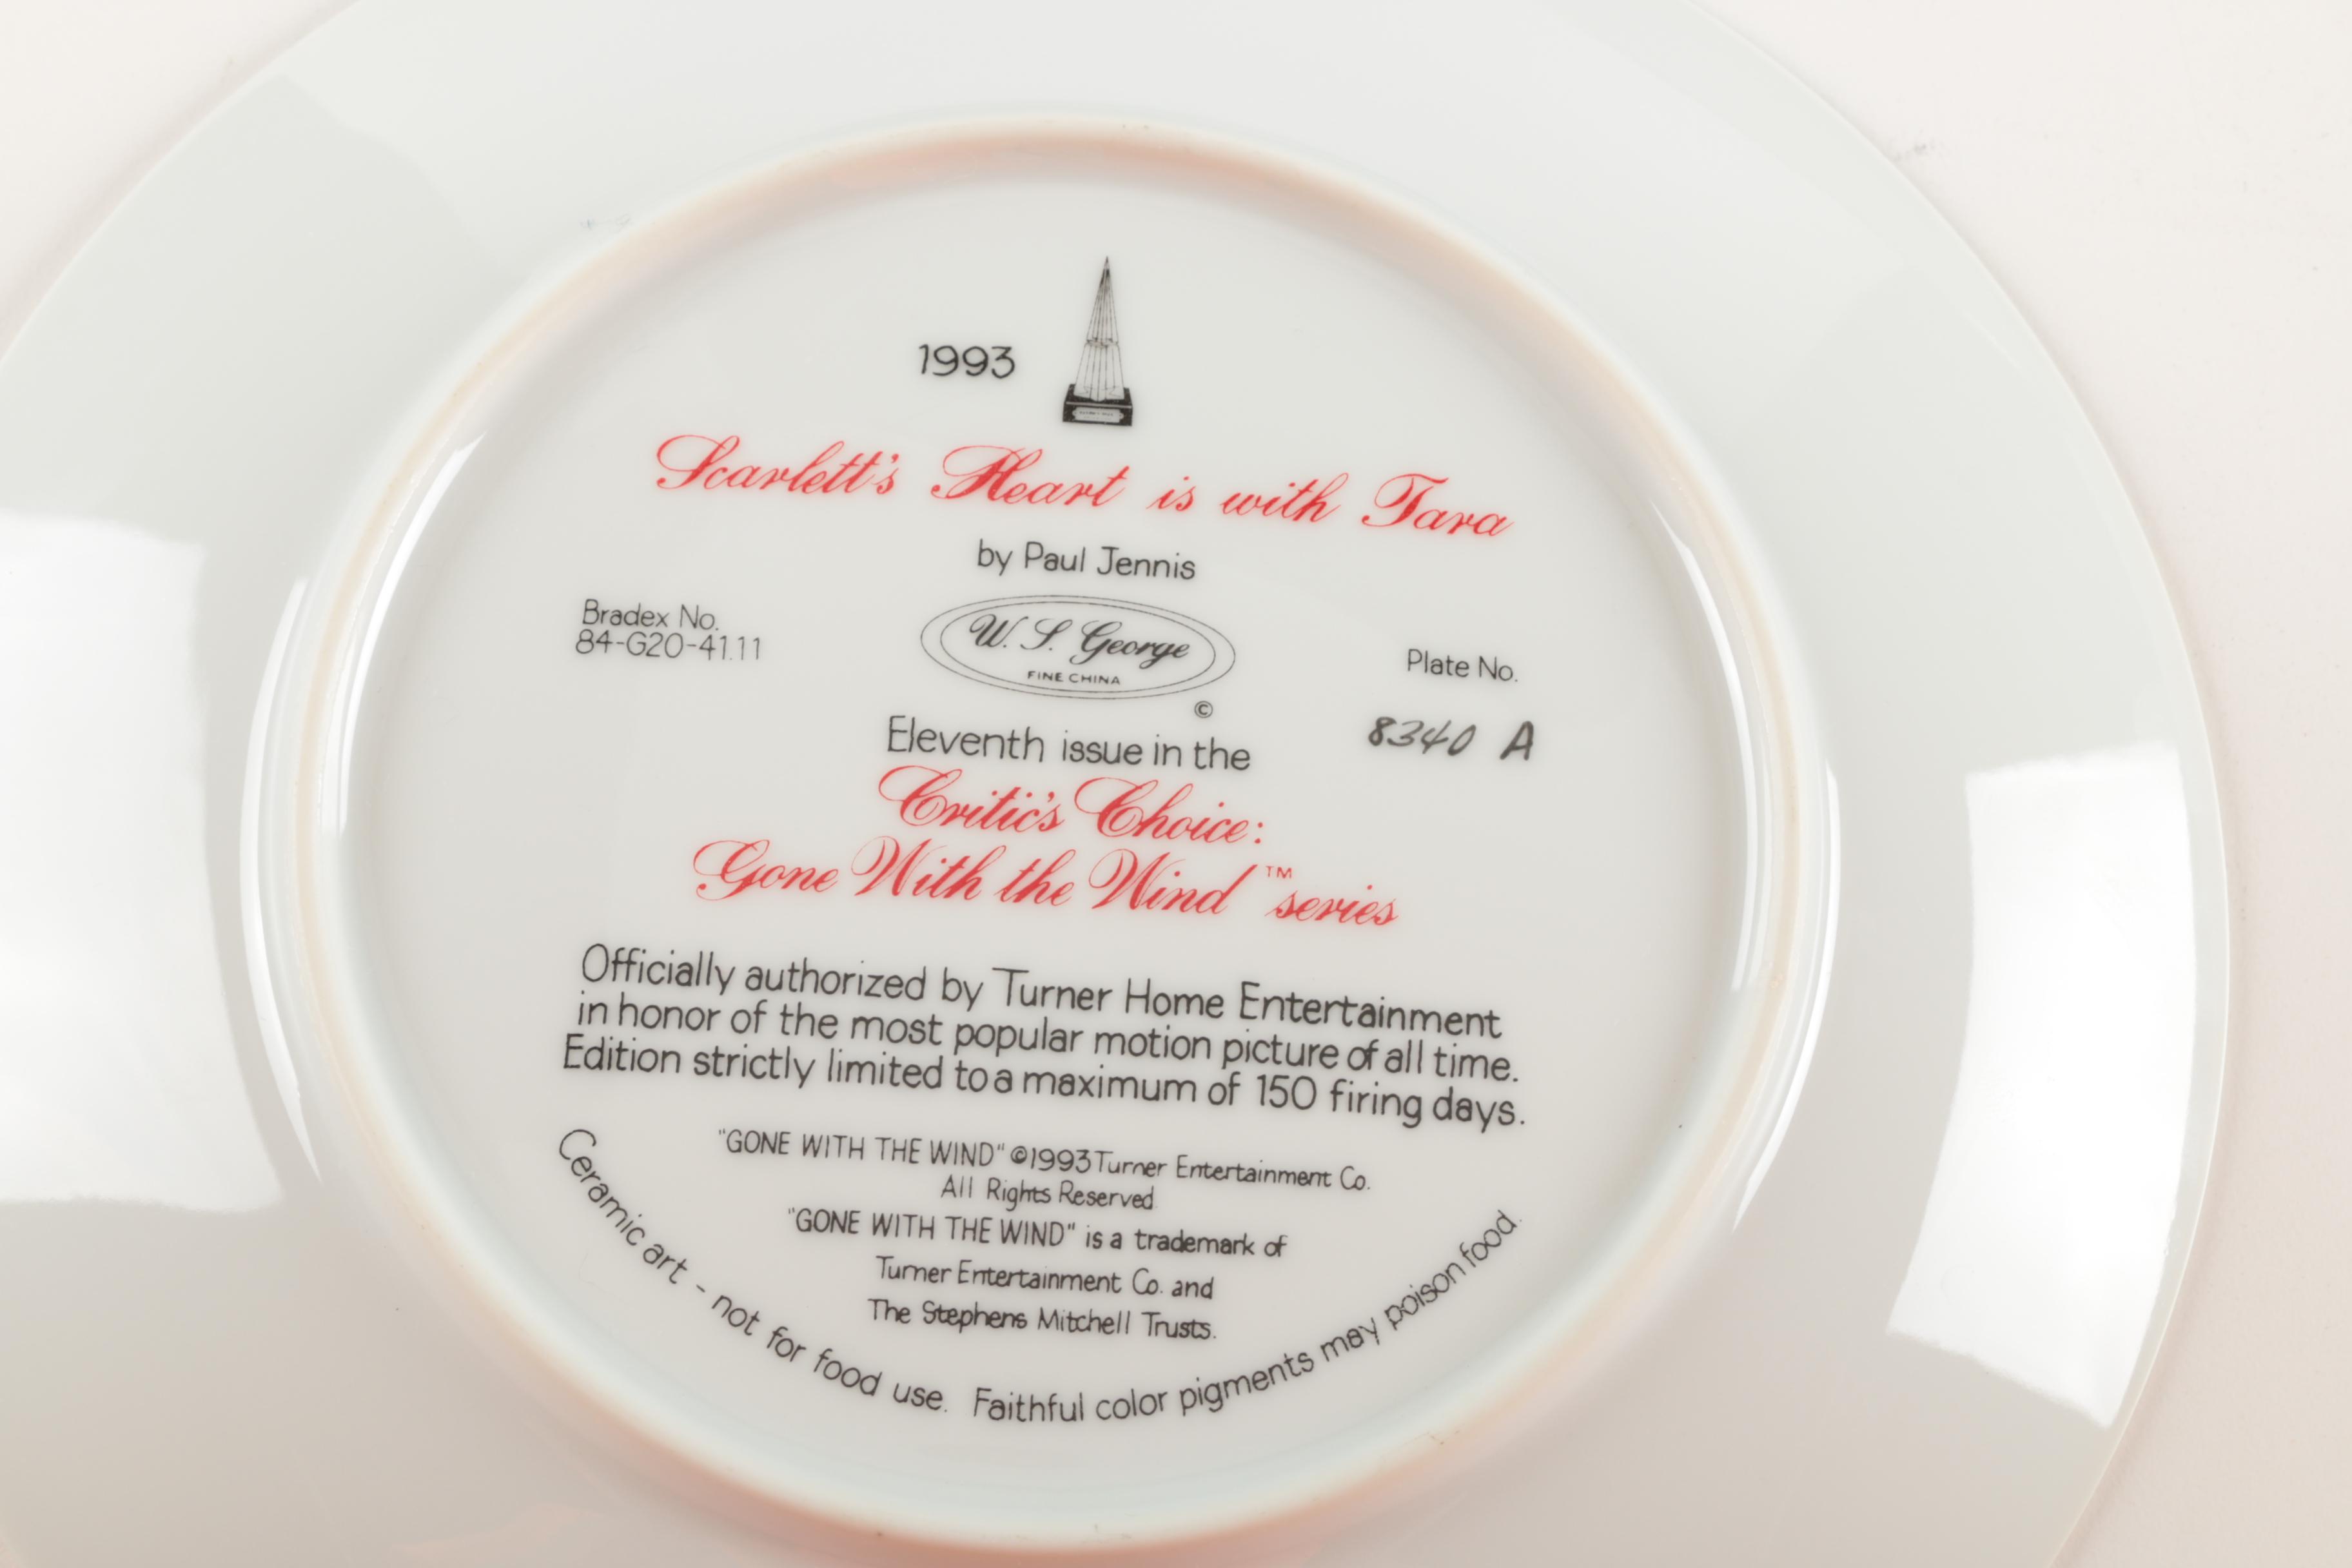 1993
Scarlett's Heart is with Tara
by Paul Jennis
Bradex No.
84-G20-41.11
W. S. George
FINE CHINA
©
Plate No.
8340 A
Eleventh issue in the
Critic's Choice:
Gone With the Wind™ series
Officially authorized by Turner Home Entertainment
in honor of the most popular motion picture of all time.
Edition strictly limited to a maximum of 150 firing days.
"GONE WITH THE WIND" ©1993 Turner Entertainment Co.
All Rights Reserved
"GONE WITH THE WIND" is a trademark of
Turner Entertainment Co. and
The Stephens Mitchell Trusts.
Ceramic art - not for food use. Faithful color pigments may poison food.